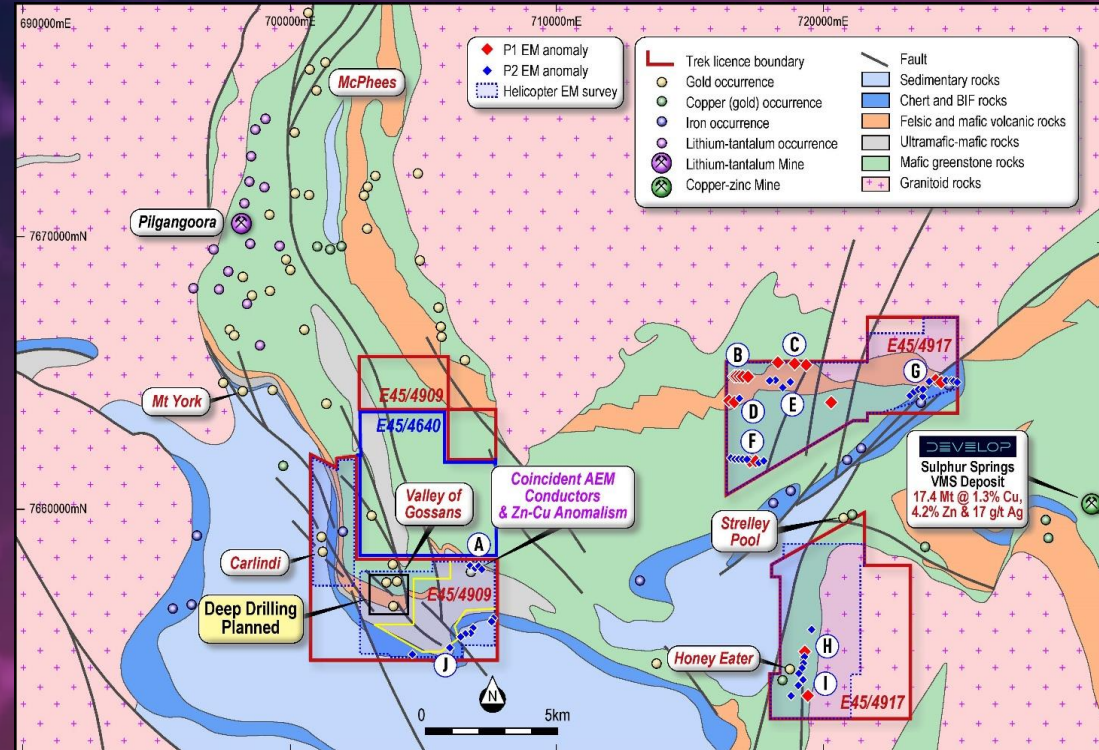 690000mE
700000mE
710000mE
720000mE
7670000mN
7660000mN
P1 EM anomaly
P2 EM anomaly
Helicopter EM survey
Trek licence boundary
Gold occurrence
Copper (gold) occurrence
Iron occurrence
Lithium-tantalum occurrence
Lithium-tantalum Mine
Copper-zinc Mine
Fault
Sedimentary rocks
Chert and BIF rocks
Felsic and mafic volcanic rocks
Ultramafic-mafic rocks
Mafic greenstone rocks
Granitoid rocks
McPhees
Pilgangoora
Mt York
E45/4909
E45/4640
Valley of
Gossans
Coincident AEM
Conductors
& Zn-Cu Anomalism
A
Carlindi
E45/4909
Deep Drilling
Planned
J
N
0
5km
B
C
D
E
F
G
E45/4917
DEVELOP
Sulphur Springs
VMS Deposit
17.4 Mt @ 1.3% Cu,
4.2% Zn & 17 g/t Ag
Strelley
Pool
Honey Eater
H
I
E45/4917